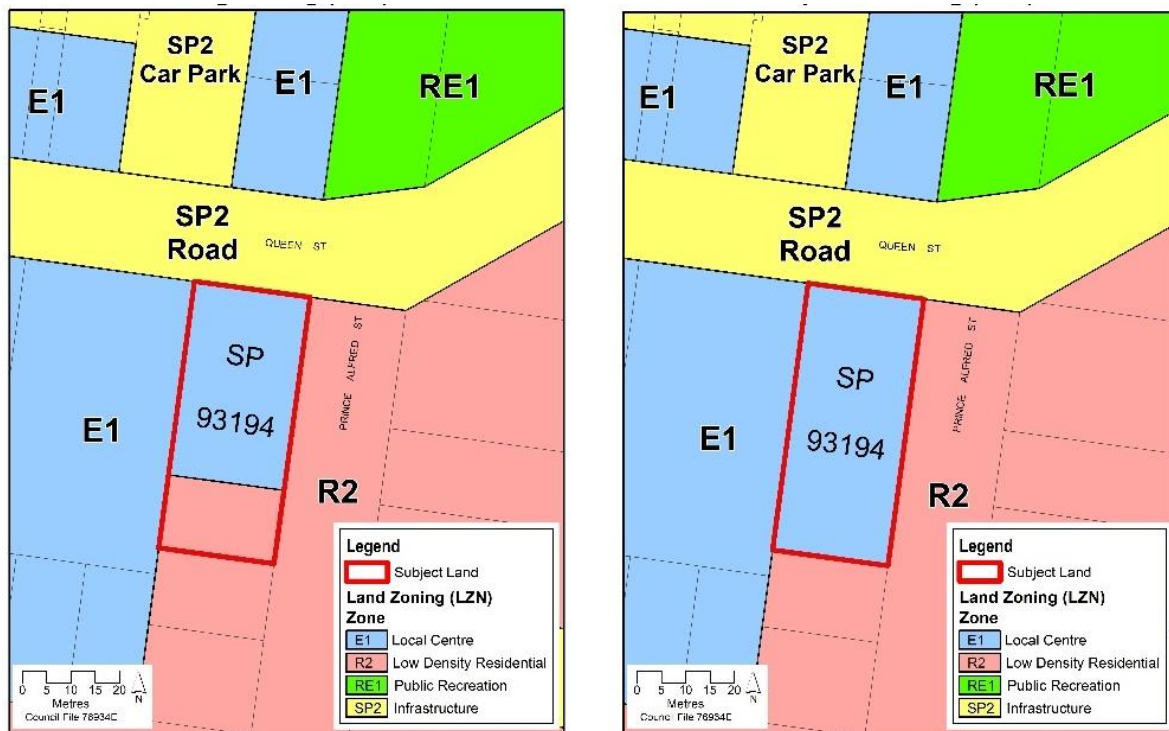 SP2
Car Park
E1
E1
RE1
SP2
Road
QUEEN ST
SP
93194
PRINCE ALFRED ST
E1
R2
Legend
Subject Land
Land Zoning (LZN)
Zone
E1 Local Centre
R2 Low Density Residential
RE1 Public Recreation
SP2 Infrastructure
0 5 10 15 20
Metres
N
Council File 76934E
SP2
Car Park
E1
E1
RE1
SP2
Road
QUEEN ST
SP
93194
PRINCE ALFRED ST
E1
R2
Legend
Subject Land
Land Zoning (LZN)
Zone
E1 Local Centre
R2 Low Density Residential
RE1 Public Recreation
SP2 Infrastructure
0 5 10 15 20
Metres
N
Council File 76934E